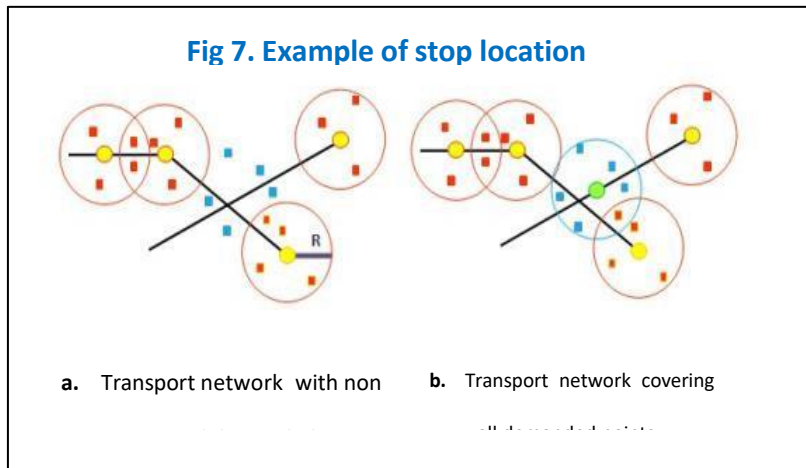 Fig 7. Example of stop location
R
a. Transport network with non
b. Transport network covering